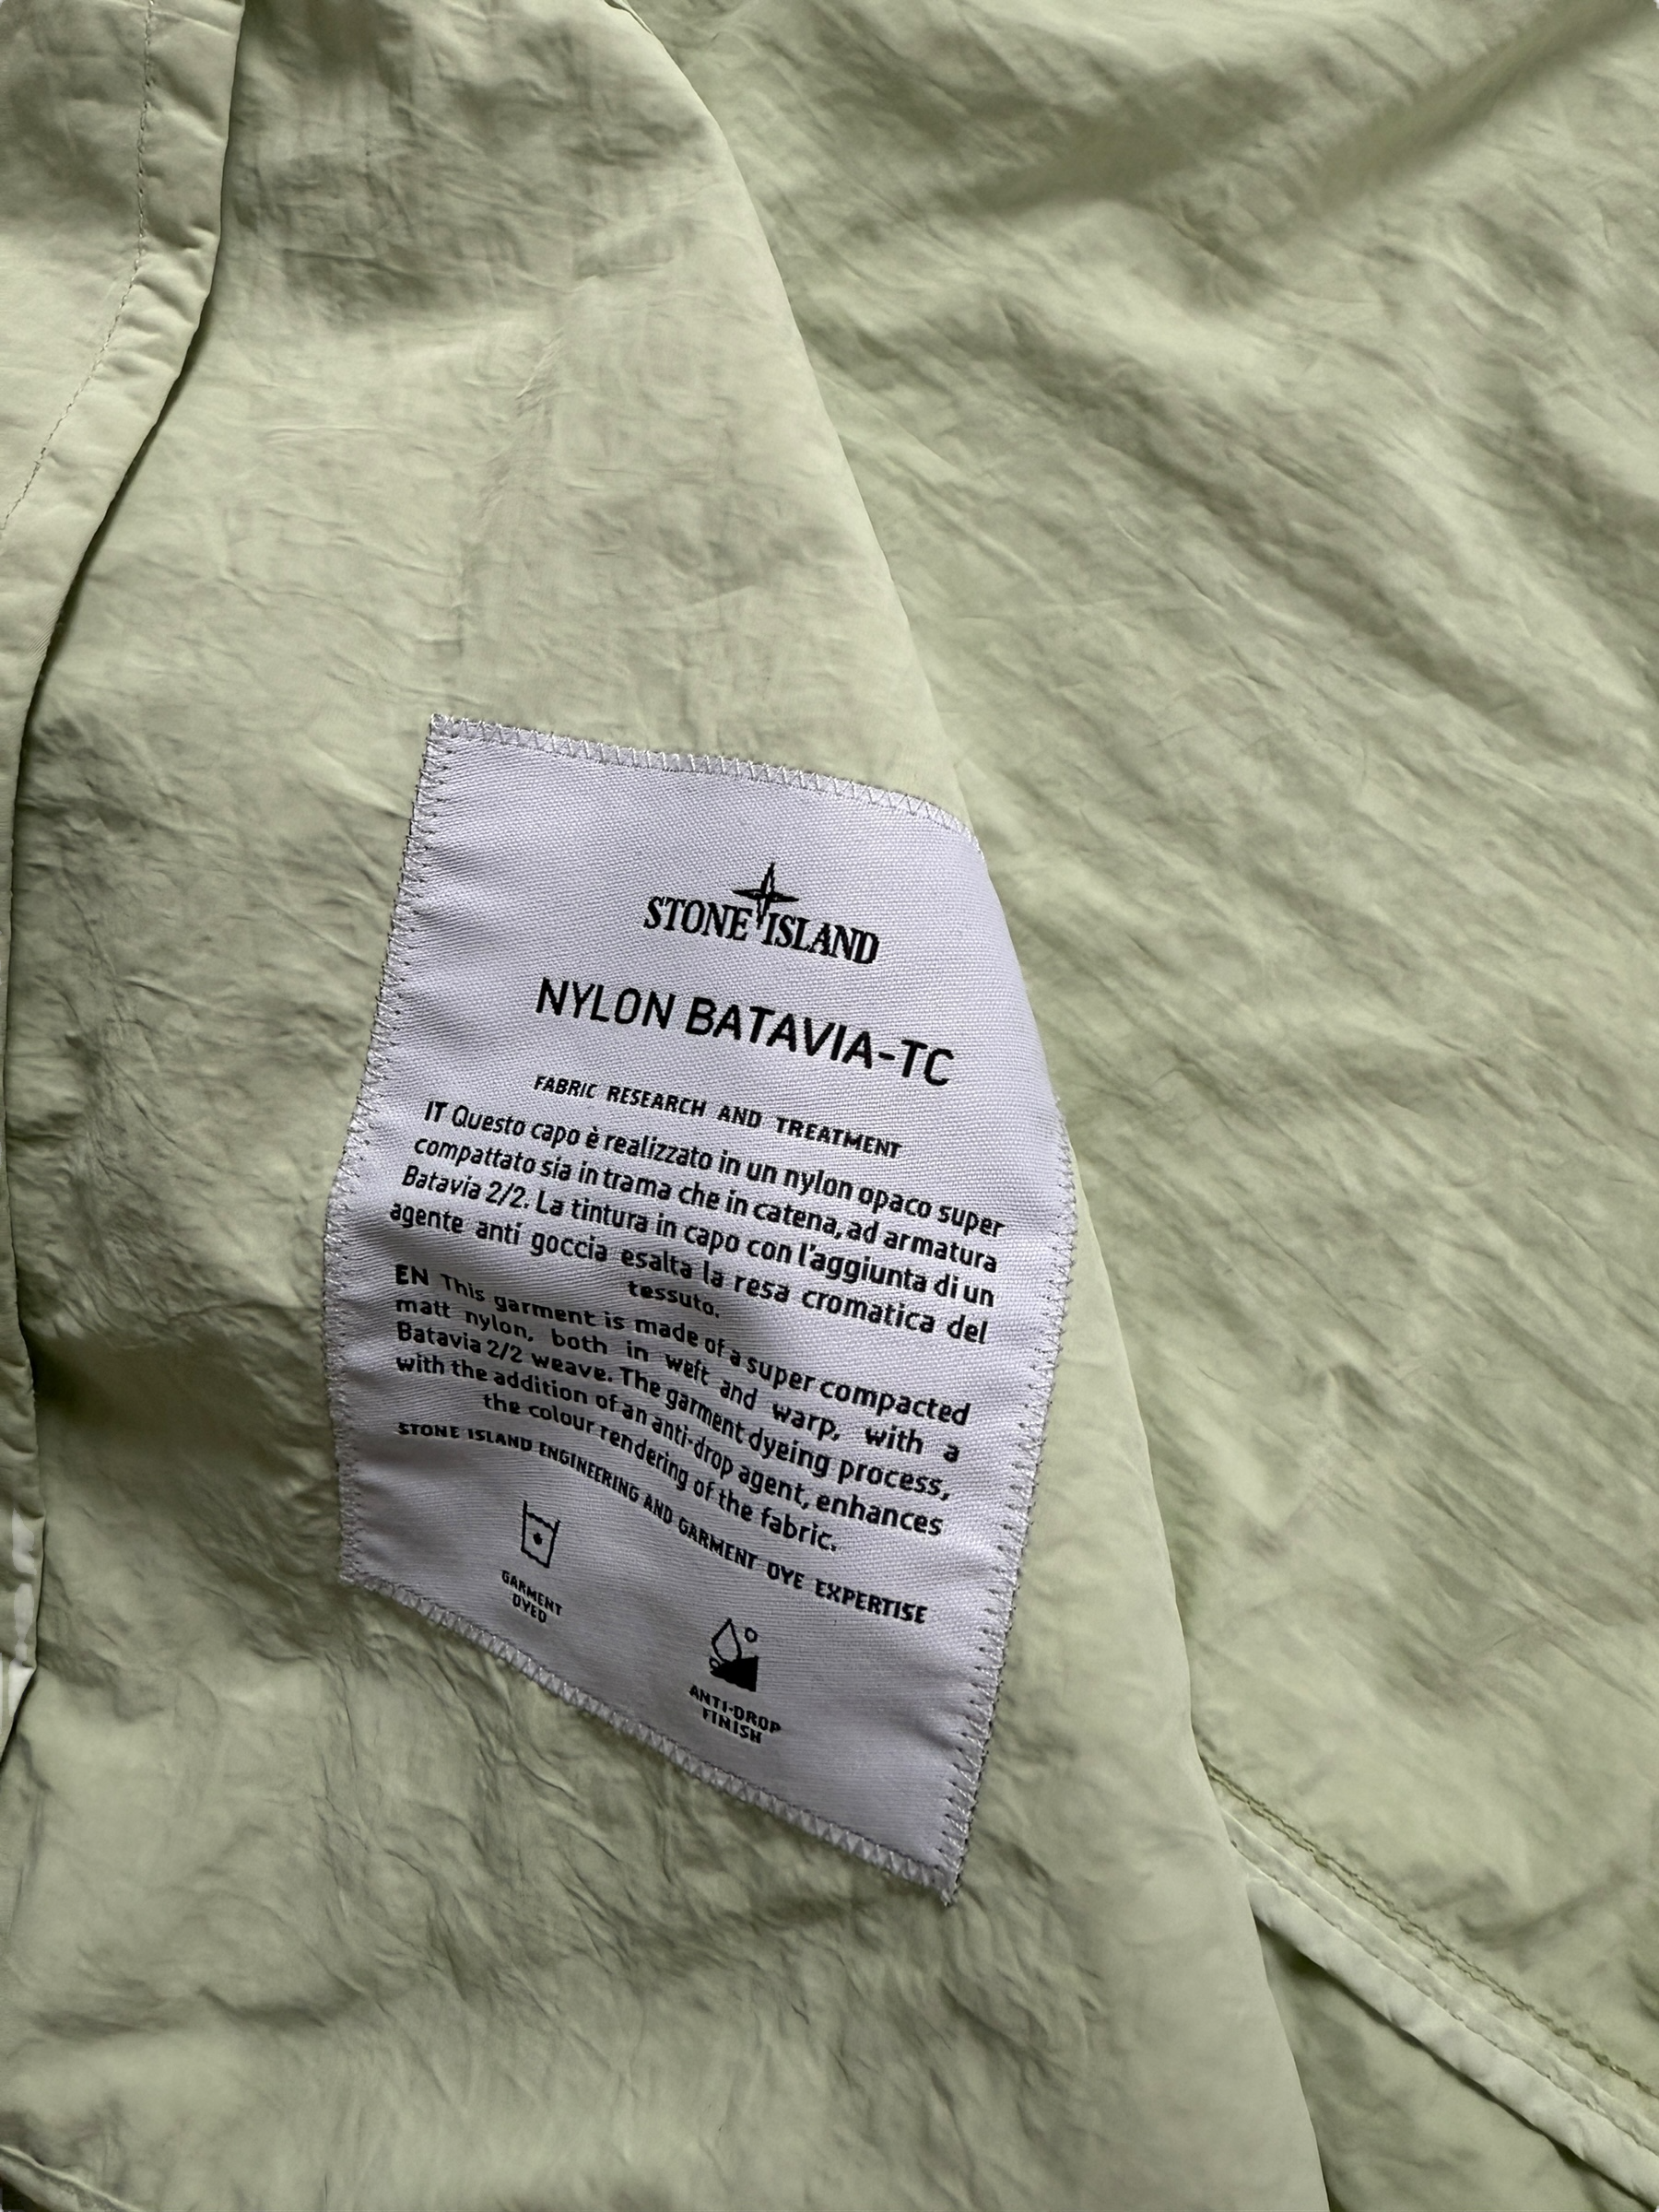 STONE ISLAND
NYLON BATAVIA-TC
FABRIC RESEARCH AND TREATMENT
IT Questo capo è realizzato in un nylon opaco super
compattato sia in trama che in catena, ad armatura
Batavia 2/2. La tintura in capo con l'aggiunta di un
agente anti goccia esalta la resa cromatica del
tessuto.
EN This garment is made of a super compacted
matt nylon, both in weft and warp, with a
Batavia 2/2 weave. The garment dyeing process,
with the addition of an anti-drop agent, enhances
the colour rendering of the fabric.
STONE ISLAND ENGINEERING AND GARMENT DYE EXPERTISE
GARMENT
DYED
ANTI-DROP
FINISH